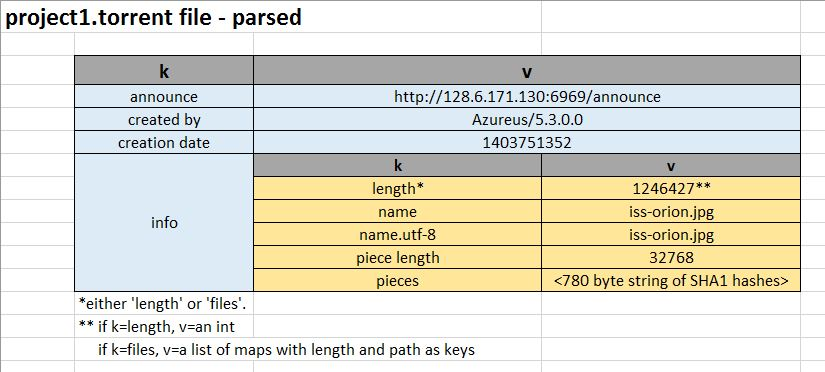 project1.torrent file - parsed
k v
announce http://128.6.171.130:6969/announce
created by Azureus/5.3.0.0
creation date 1403751352
info
k v
length* 1246427**
name iss-orion.jpg
name.utf-8 iss-orion.jpg
piece length 32768
pieces <780 byte string of SHA1 hashes>
*either 'length' or 'files'.
** if k=length, v=an int
if k=files, v=a list of maps with length and path as keys